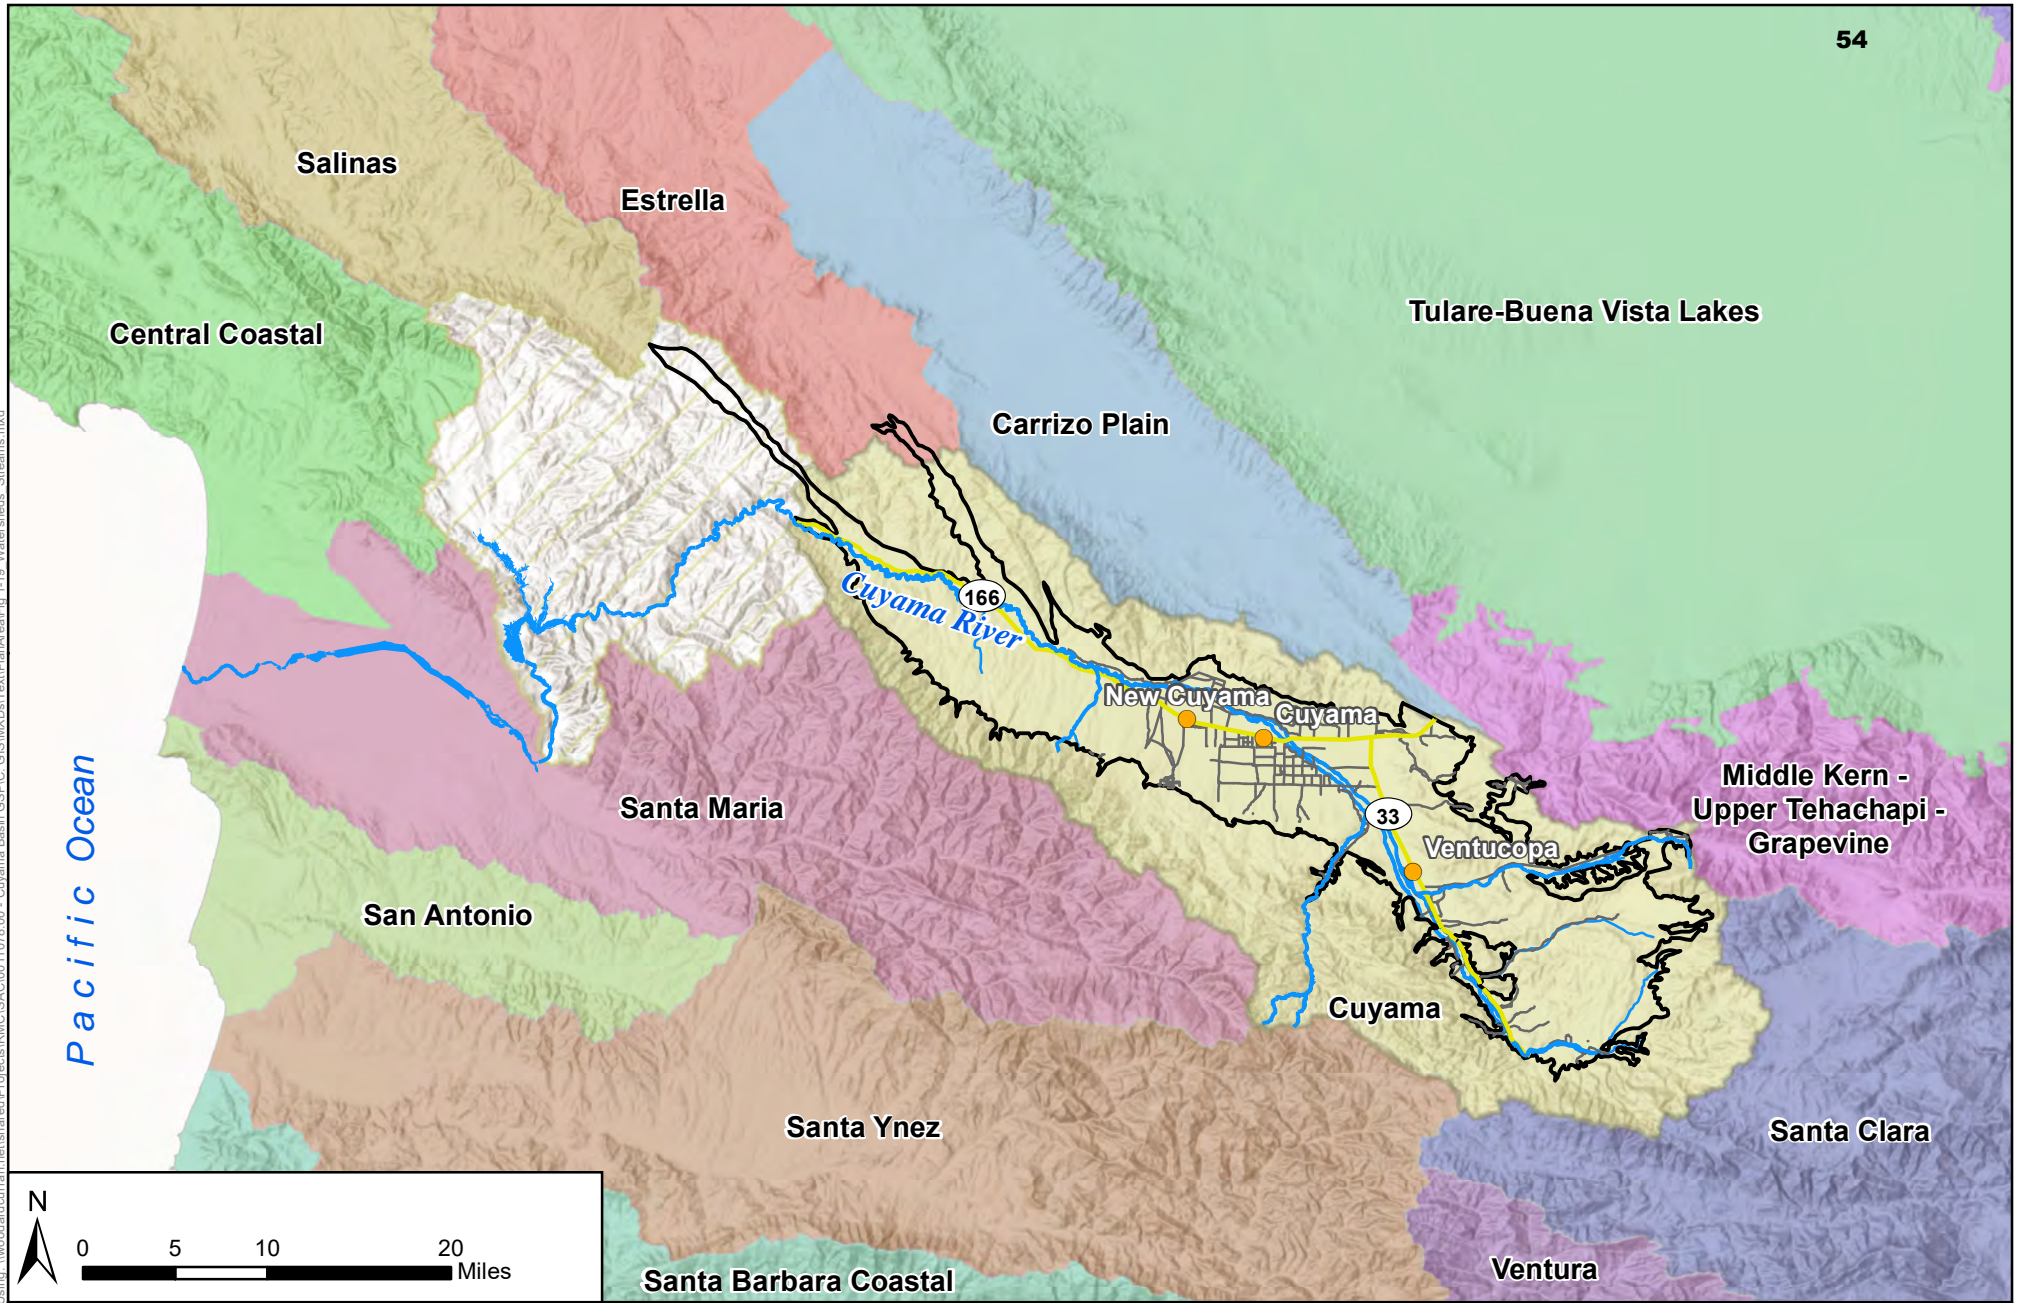 54
Salinas
Estrella
Tulare-Buena Vista Lakes
Central Coastal
Carrizo Plain
166
Cuyama River
New Cuyama
Cuyama
Middle Kern -
Upper Tehachapi -
Grapevine
Santa Maria
33
Ventucopa
Pacific Ocean
San Antonio
Cuyama
Santa Ynez
Santa Clara
N
0 5 10 20
Miles
Santa Barbara Coastal
Ventura